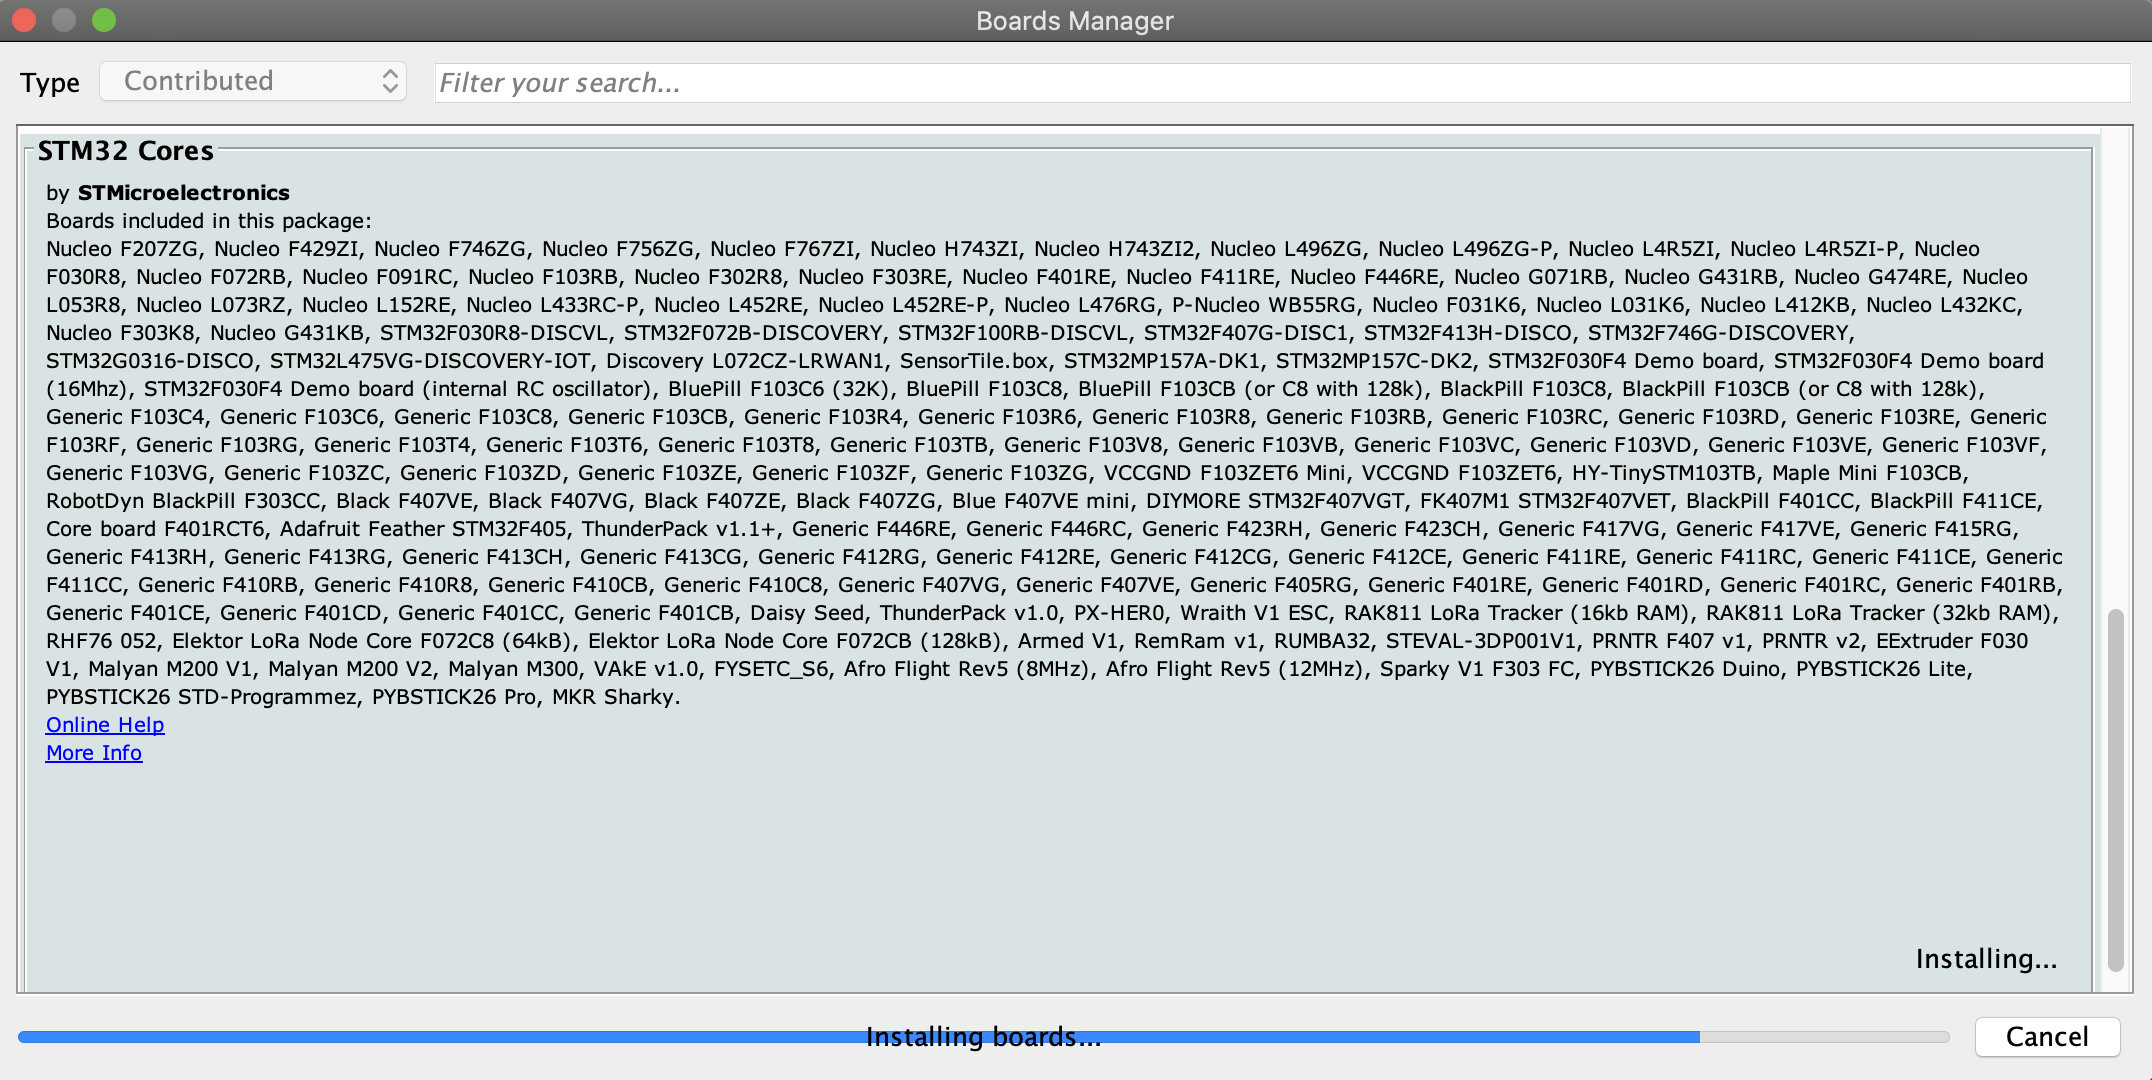 Boards Manager
Type Contributed Filter your search...
STM32 Cores
by STMicroelectronics
Boards included in this package:
Nucleo F207ZG, Nucleo F429ZI, Nucleo F746ZG, Nucleo F756ZG, Nucleo F767ZI, Nucleo H743ZI, Nucleo H743ZI2, Nucleo L496ZG, Nucleo L496ZG-P, Nucleo L4R5ZI, Nucleo L4R5ZI-P, Nucleo
F030R8, Nucleo F072RB, Nucleo F091RC, Nucleo F103RB, Nucleo F302R8, Nucleo F303RE, Nucleo F401RE, Nucleo F411RE, Nucleo F446RE, Nucleo G071RB, Nucleo G431RB, Nucleo G474RE, Nucleo
L053R8, Nucleo L073RZ, Nucleo L152RE, Nucleo L433RC-P, Nucleo L452RE, Nucleo L452RE-P, Nucleo L476RG, P-Nucleo WB55RG, Nucleo F031K6, Nucleo L031K6, Nucleo L412KB, Nucleo L432KC,
Nucleo F303K8, Nucleo G431KB, STM32F030R8-DISCVL, STM32F072B-DISCOVERY, STM32F100RB-DISCVL, STM32F407G-DISC1, STM32F413H-DISCO, STM32F746G-DISCOVERY,
STM32G0316-DISCO, STM32L475VG-DISCOVERY-IOT, Discovery L072CZ-LRWAN1, SensorTile.box, STM32MP157A-DK1, STM32MP157C-DK2, STM32F030F4 Demo board, STM32F030F4 Demo board
(16Mhz), STM32F030F4 Demo board (internal RC oscillator), BluePill F103C6 (32K), BluePill F103C8, BluePill F103CB (or C8 with 128k), BlackPill F103C8, BlackPill F103CB (or C8 with 128k),
Generic F103C4, Generic F103C6, Generic F103C8, Generic F103CB, Generic F103R4, Generic F103R6, Generic F103R8, Generic F103RB, Generic F103RC, Generic F103RD, Generic F103RE, Generic
F103RF, Generic F103RG, Generic F103T4, Generic F103T6, Generic F103T8, Generic F103TB, Generic F103V8, Generic F103VB, Generic F103VC, Generic F103VD, Generic F103VE, Generic F103VF,
Generic F103VG, Generic F103ZC, Generic F103ZD, Generic F103ZE, Generic F103ZF, Generic F103ZG, VCCGND F103ZET6 Mini, VCCGND F103ZET6, HY-TinySTM103TB, Maple Mini F103CB,
RobotDyn BlackPill F303CC, Black F407VE, Black F407VG, Black F407ZE, Black F407ZG, Blue F407VE mini, DIYMORE STM32F407VGT, FK407M1 STM32F407VET, BlackPill F401CC, BlackPill F411CE,
Core board F401RCT6, Adafruit Feather STM32F405, ThunderPack v1.1+, Generic F446RE, Generic F446RC, Generic F423RH, Generic F423CH, Generic F417VG, Generic F417VE, Generic F415RG,
Generic F413RH, Generic F413RG, Generic F413CH, Generic F413CG, Generic F412RG, Generic F412RE, Generic F412CG, Generic F412CE, Generic F411RE, Generic F411RC, Generic F411CE, Generic
F411CC, Generic F410RB, Generic F410R8, Generic F410CB, Generic F410C8, Generic F407VG, Generic F407VE, Generic F405RG, Generic F401RE, Generic F401RD, Generic F401RC, Generic F401RB,
Generic F401CE, Generic F401CD, Generic F401CC, Generic F401CB, Daisy Seed, ThunderPack v1.0, PX-HER0, Wraith V1 ESC, RAK811 LoRa Tracker (16kb RAM), RAK811 LoRa Tracker (32kb RAM),
RHF76 052, Elektor LoRa Node Core F072C8 (64kB), Elektor LoRa Node Core F072CB (128kB), Armed V1, RemRam v1, RUMBA32, STEVAL-3DP001V1, PRNTR F407 v1, PRNTR v2, EExtruder F030
V1, Malyan M200 V1, Malyan M200 V2, Malyan M300, VAkE v1.0, FYSETC_S6, Afro Flight Rev5 (8MHz), Afro Flight Rev5 (12MHz), Sparky V1 F303 FC, PYBSTICK26 Duino, PYBSTICK26 Lite,
PYBSTICK26 STD-Programmez, PYBSTICK26 Pro, MKR Sharky.
Online Help
More Info
Installing...
Installing boards...
Cancel